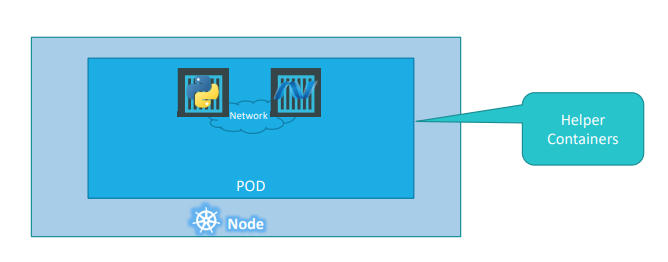 Network
Helper
Containers
POD
Node